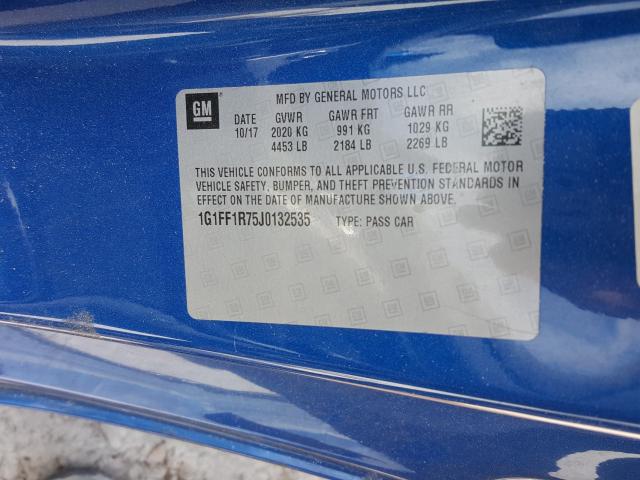 GM
MFD BY GENERAL MOTORS LLC
DATE GVWR GAWR FRT GAWR RR
10/17 2020 KG 991 KG 1029 KG
4453 LB 2184 LB 2269 LB
THIS VEHICLE CONFORMS TO ALL APPLICABLE U.S. FEDERAL MOTOR
VEHICLE SAFETY, BUMPER, AND THEFT PREVENTION STANDARDS IN
EFFECT ON THE DATE OF MANUFACTURE SHOWN ABOVE.
1G1FF1R75J0132535 TYPE: PASS CAR